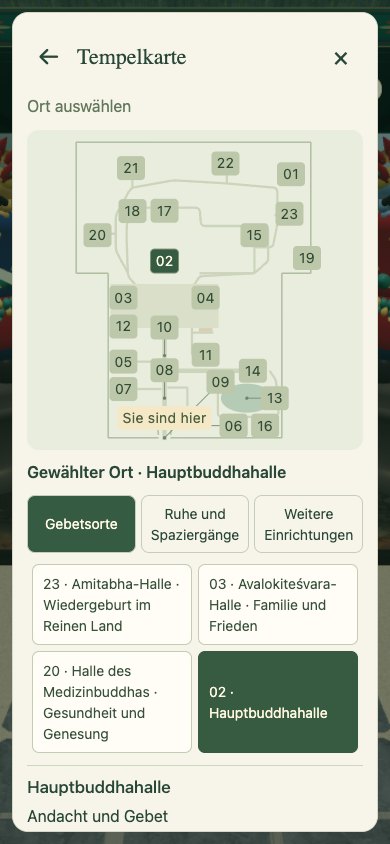 Tempelkarte
Ort auswählen
21
22
01
18
17
23
20
15
02
19
03
04
12
10
11
05
08
14
07
09
13
Sie sind hier
06
16
Gewählter Ort · Hauptbuddhahalle
Gebetsorte
Ruhe und
Spaziergänge
Weitere
Einrichtungen
23 · Amitabha-Halle ·
Wiedergeburt im
Reinen Land
03 · Avalokiteśvara-
Halle · Familie und
Frieden
20 · Halle des
Medizinbuddhas ·
Gesundheit und
Genesung
02 ·
Hauptbuddhahalle
Hauptbuddhahalle
Andacht und Gebet